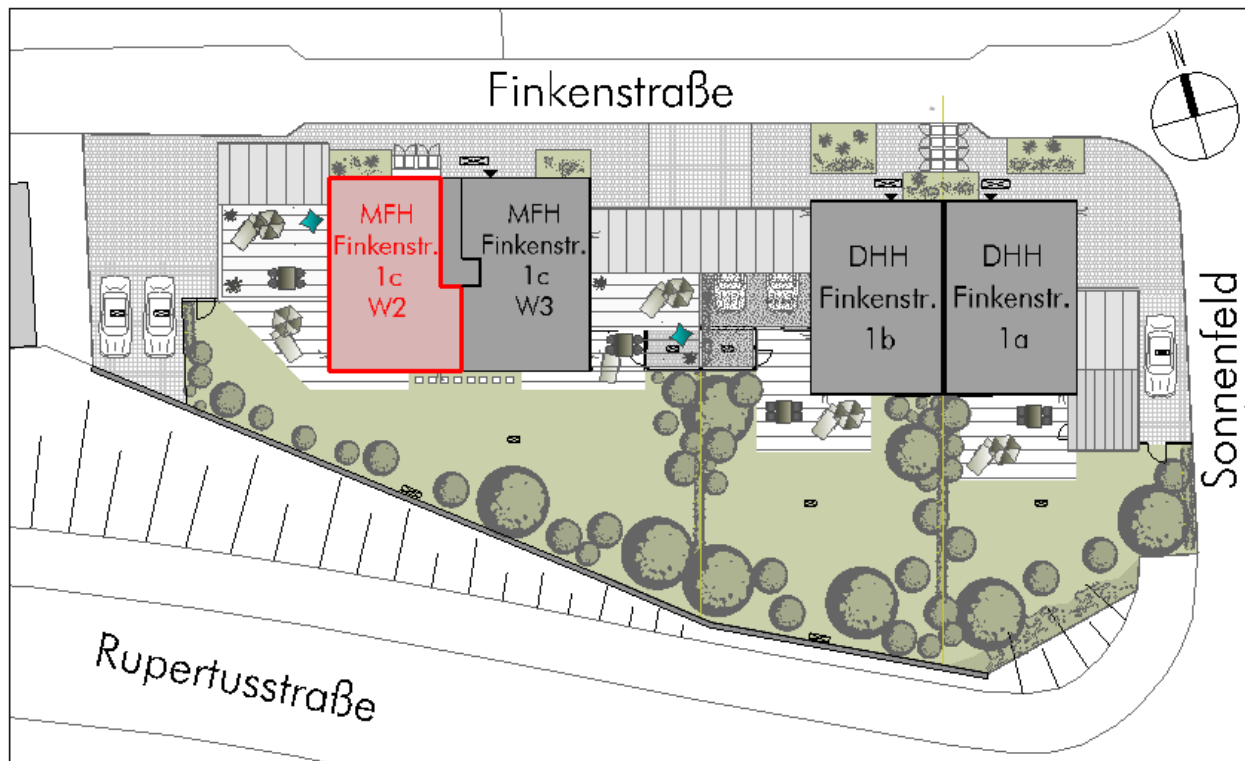 Finkenstraße
N
MFH
Finkenstr.
1c
W2
MFH
Finkenstr.
1c
W3
DHH
Finkenstr.
1b
DHH
Finkenstr.
1a
Sonnenfeld
Rupertusstraße